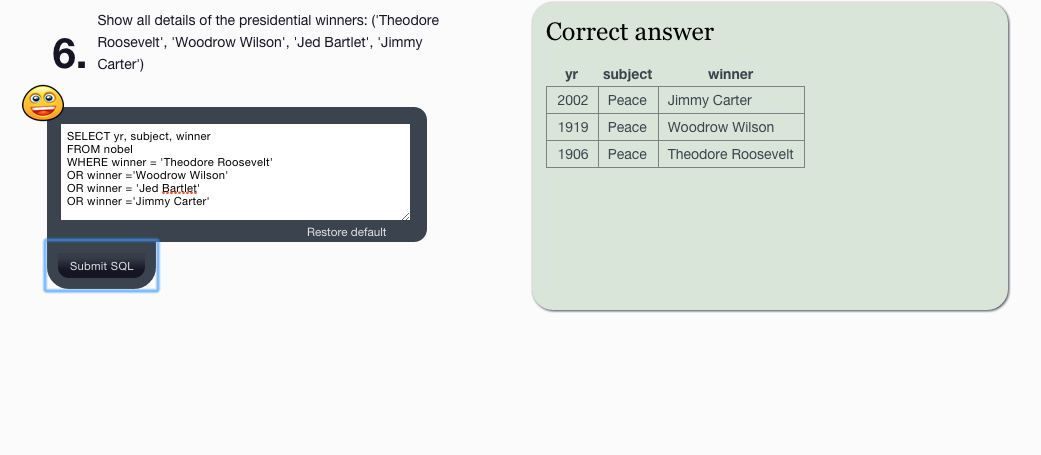 6.
Show all details of the presidential winners: ('Theodore
Roosevelt', 'Woodrow Wilson', 'Jed Bartlet', 'Jimmy
Carter')
SELECT yr, subject, winner
FROM nobel
WHERE winner = 'Theodore Roosevelt'
OR winner ='Woodrow Wilson'
OR winner = 'Jed Bartlet'
OR winner ='Jimmy Carter'
Restore default
Submit SQL
Correct answer
yr subject winner
2002 Peace Jimmy Carter
1919 Peace Woodrow Wilson
1906 Peace Theodore Roosevelt